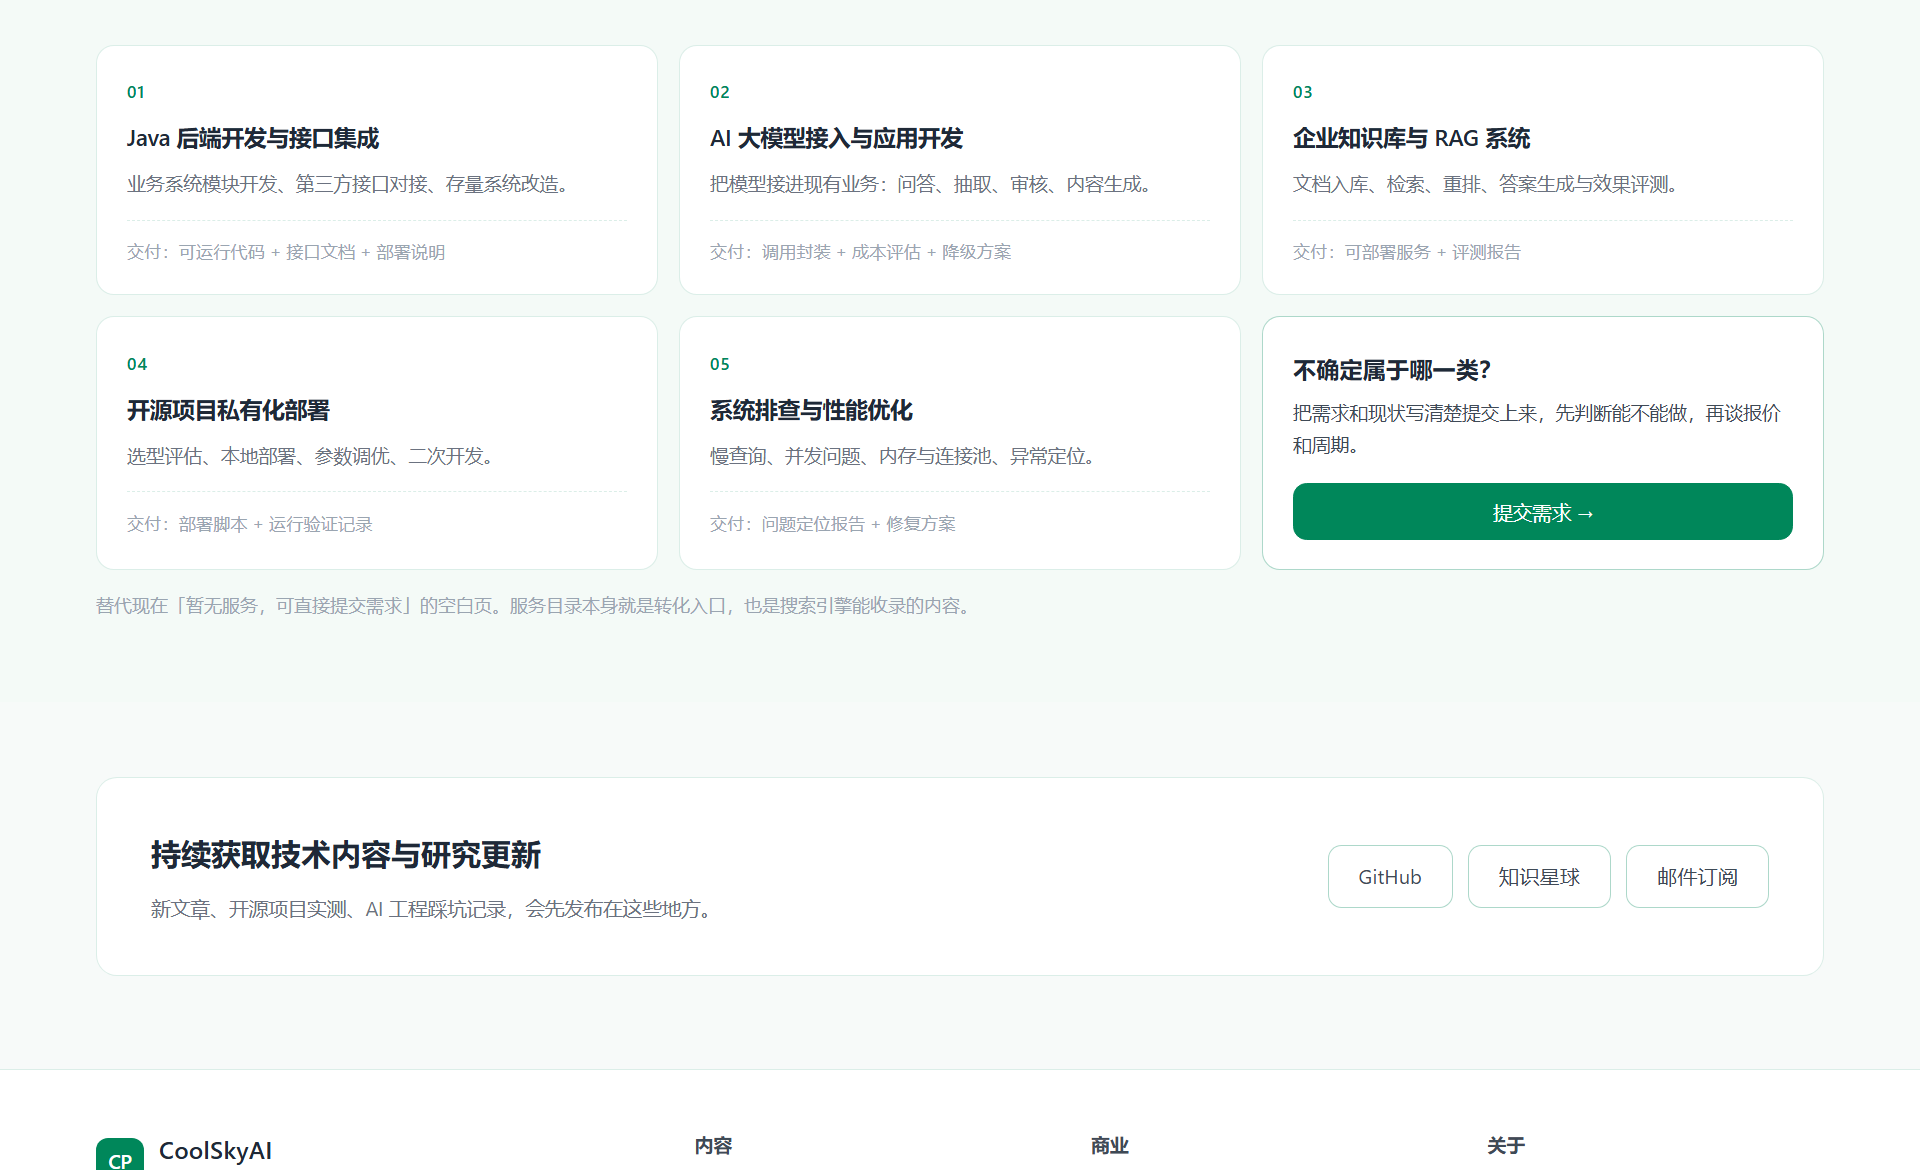 01
Java 后端开发与接口集成
业务系统模块开发、第三方接口对接、存量系统改造。
交付：可运行代码 + 接口文档 + 部署说明
02
AI 大模型接入与应用开发
把模型接进现有业务：问答、抽取、审核、内容生成。
交付：调用封装 + 成本评估 + 降级方案
03
企业知识库与 RAG 系统
文档入库、检索、重排、答案生成与效果评测。
交付：可部署服务 + 评测报告
04
开源项目私有化部署
选型评估、本地部署、参数调优、二次开发。
交付：部署脚本 + 运行验证记录
05
系统排查与性能优化
慢查询、并发问题、内存与连接池、异常定位。
交付：问题定位报告 + 修复方案
不确定属于哪一类？
把需求和现状写清楚提交上来，先判断能不能做，再谈报价
和周期。
提交需求 →
替代现在「暂无服务，可直接提交需求」的空白页。服务目录本身就是转化入口，也是搜索引擎能收录的内容。
持续获取技术内容与研究更新
新文章、开源项目实测、AI 工程踩坑记录，会先发布在这些地方。
GitHub
知识星球
邮件订阅
CP
CoolSkyAI
内容
商业
关于